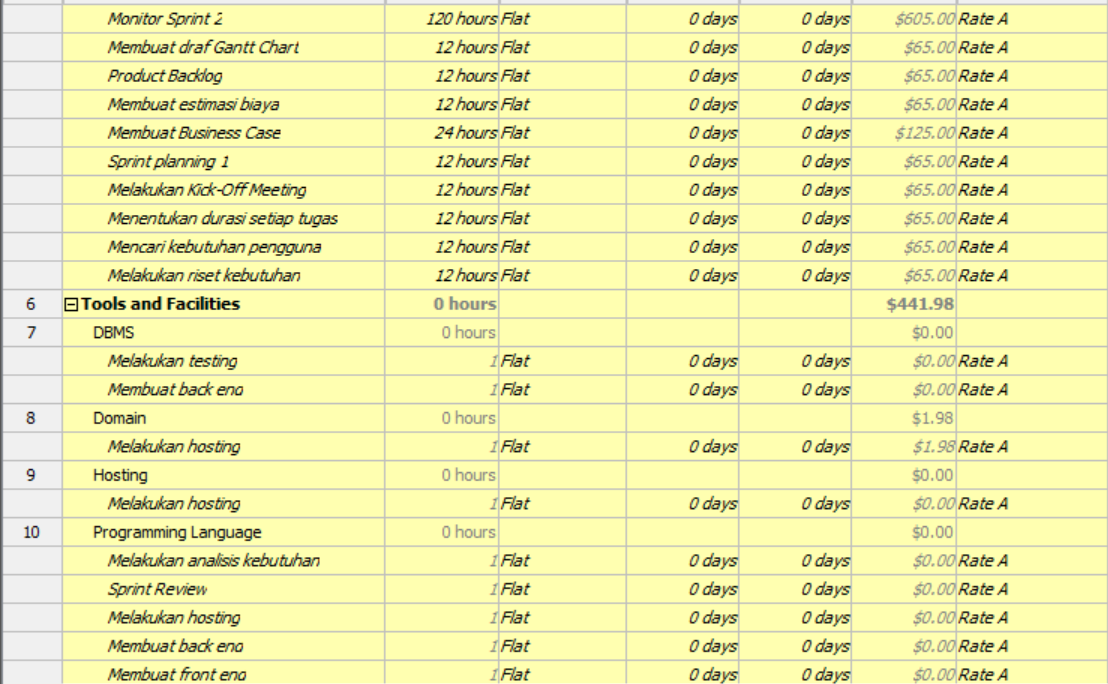 Monitor Sprint 2 120 hours Flat 0 days 0 days $605.00 Rate A
Membuat draf Gantt Chart 12 hours Flat 0 days 0 days $65.00 Rate A
Product Backlog 12 hours Flat 0 days 0 days $65.00 Rate A
Membuat estimasi biaya 12 hours Flat 0 days 0 days $65.00 Rate A
Membuat Business Case 24 hours Flat 0 days 0 days $125.00 Rate A
Sprint planning 1 12 hours Flat 0 days 0 days $65.00 Rate A
Melakukan Kick-Off Meeting 12 hours Flat 0 days 0 days $65.00 Rate A
Menentukan durasi setiap tugas 12 hours Flat 0 days 0 days $65.00 Rate A
Mencari kebutuhan pengguna 12 hours Flat 0 days 0 days $65.00 Rate A
Melakukan riset kebutuhan 12 hours Flat 0 days 0 days $65.00 Rate A
6 Tools and Facilities 0 hours $441.98
7 DBMS 0 hours $0.00
Melakukan testing 1 Flat 0 days 0 days $0.00 Rate A
Membuat back end 1 Flat 0 days 0 days $0.00 Rate A
8 Domain 0 hours $1.98
Melakukan hosting 1 Flat 0 days 0 days $1.98 Rate A
9 Hosting 0 hours $0.00
Melakukan hosting 1 Flat 0 days 0 days $0.00 Rate A
10 Programming Language 0 hours $0.00
Melakukan analisis kebutuhan 1 Flat 0 days 0 days $0.00 Rate A
Sprint Review 1 Flat 0 days 0 days $0.00 Rate A
Melakukan hosting 1 Flat 0 days 0 days $0.00 Rate A
Membuat back end 1 Flat 0 days 0 days $0.00 Rate A
Membuat front end 1 Flat 0 days 0 days $0.00 Rate A